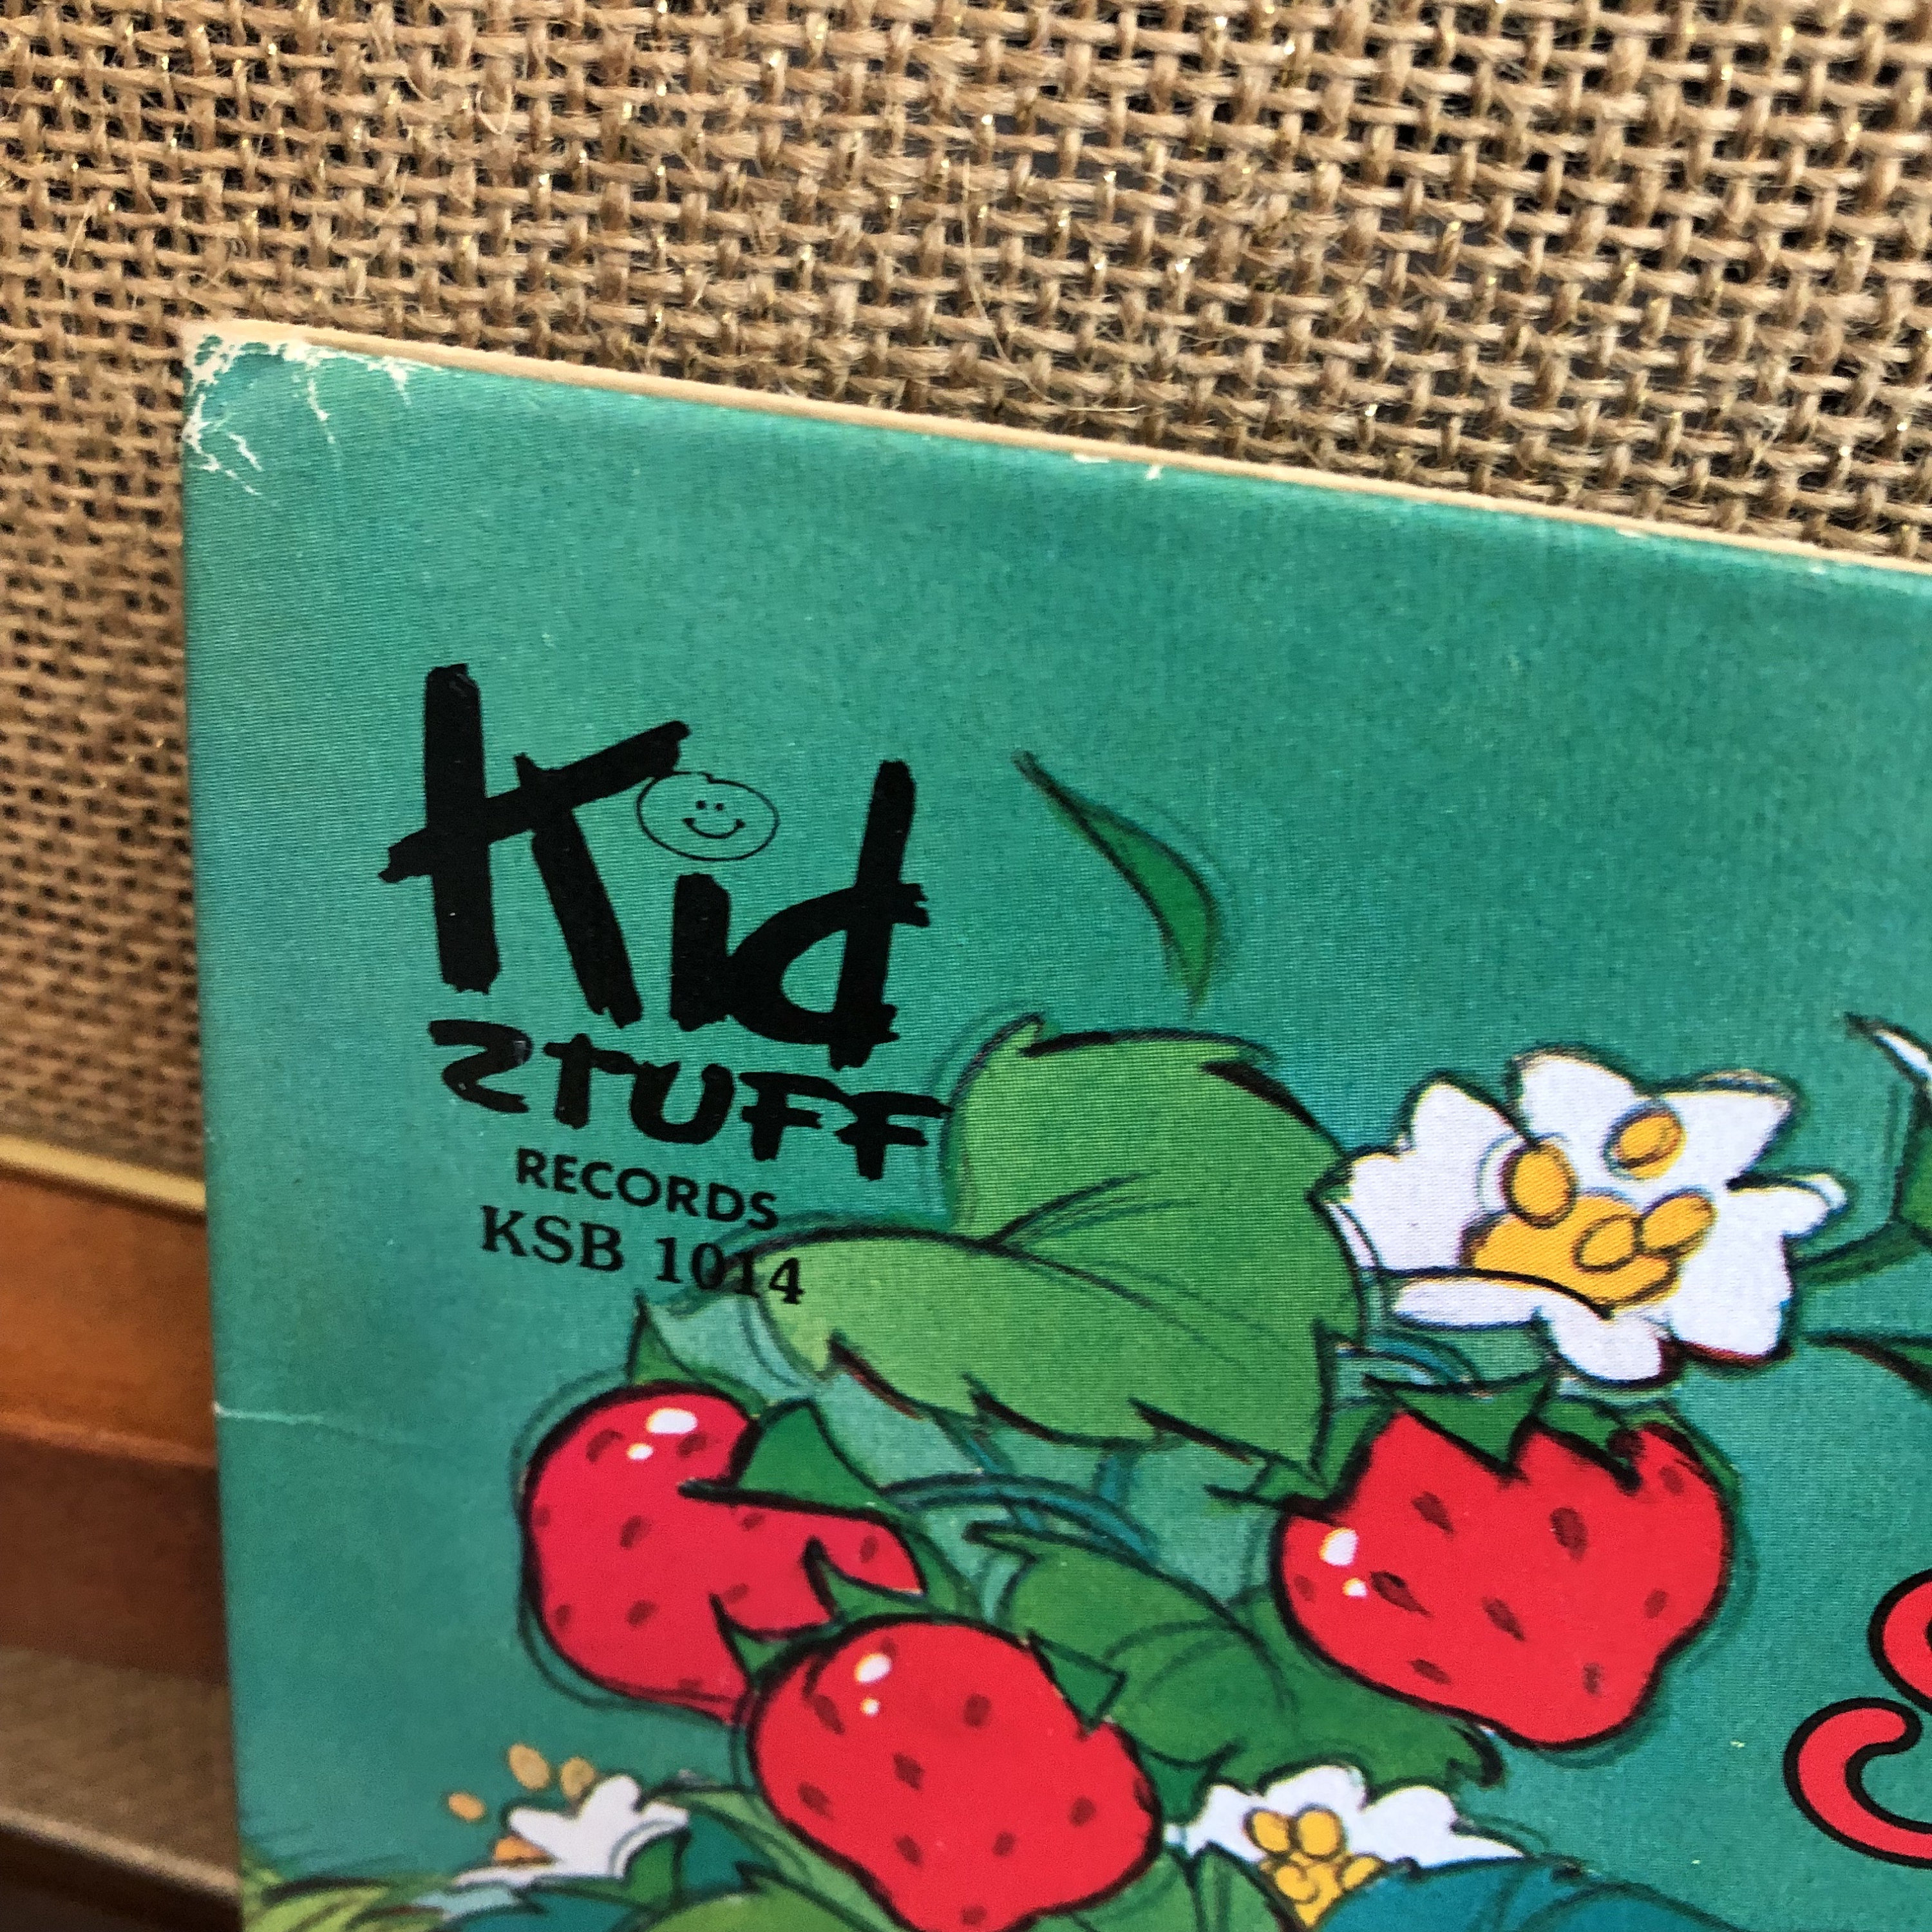 Kid
STUFF
RECORDS
KSB 1014
S